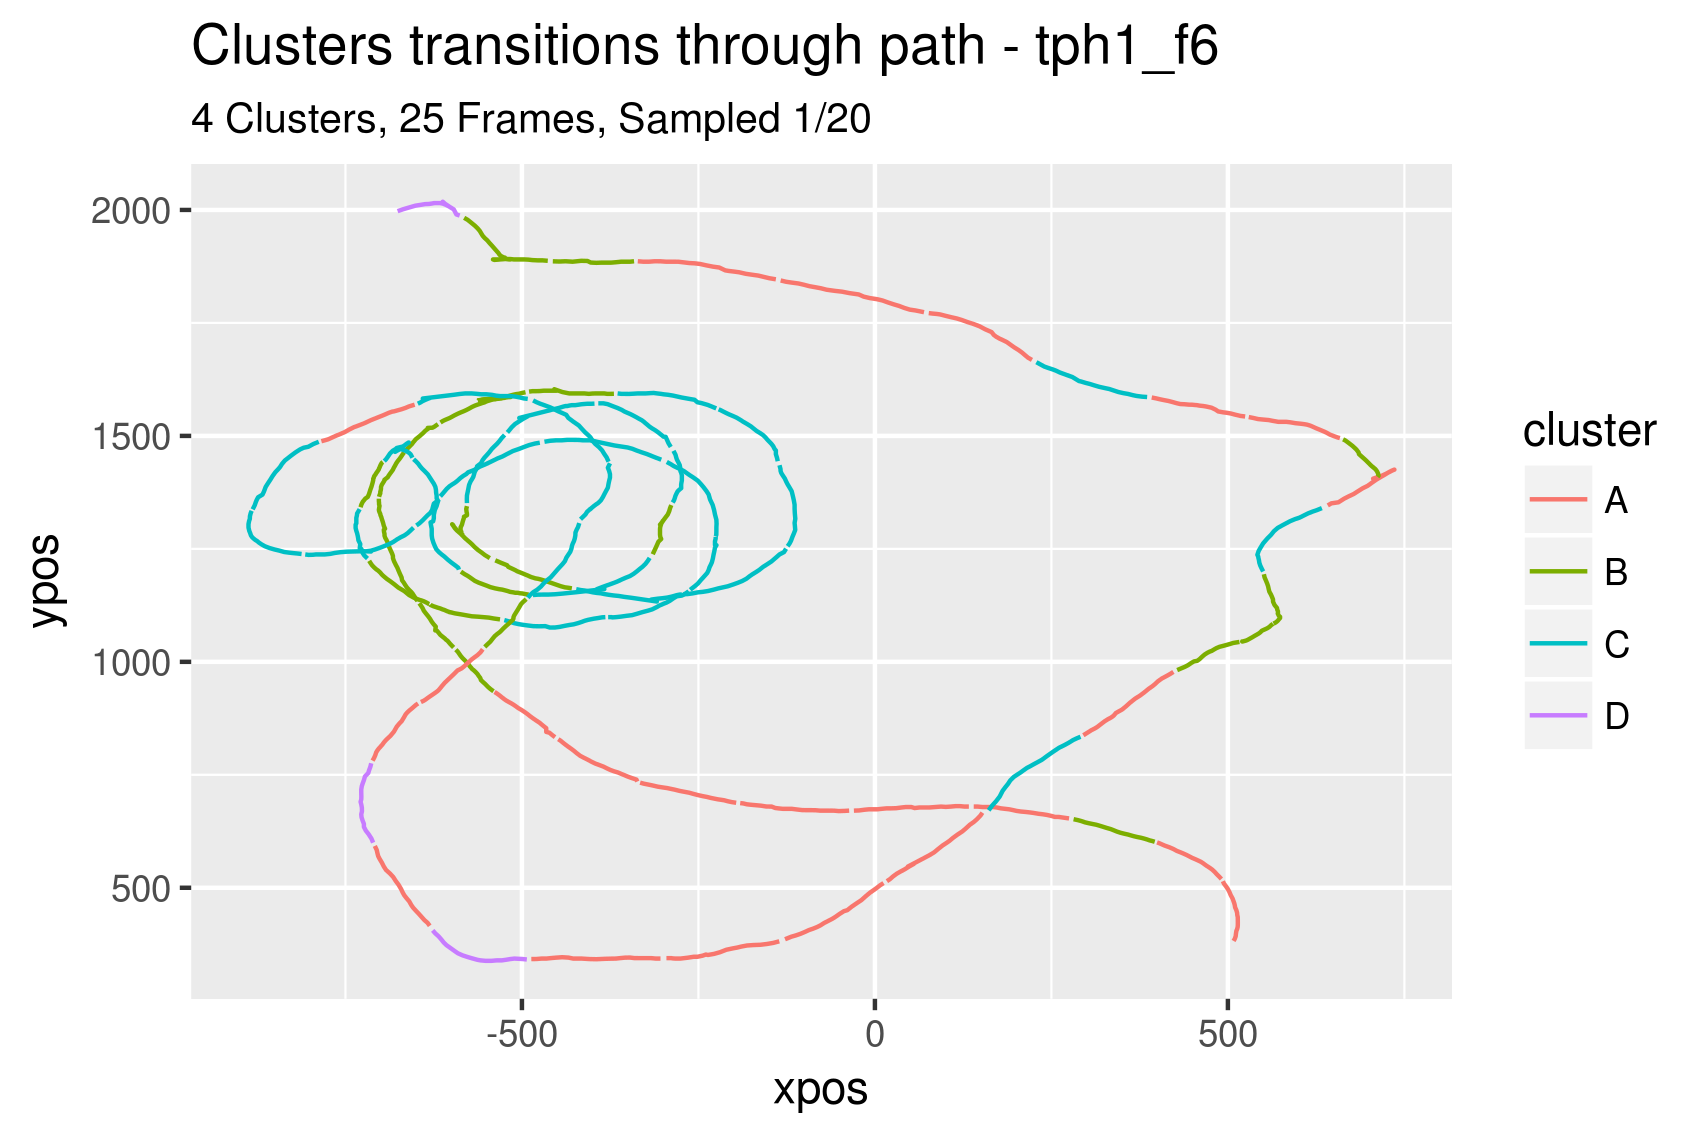 Clusters transitions through path - tph1_f6
4 Clusters, 25 Frames, Sampled 1/20
ypos
2000
1500
1000
500
-500 0 500
xpos
cluster
A
B
C
D